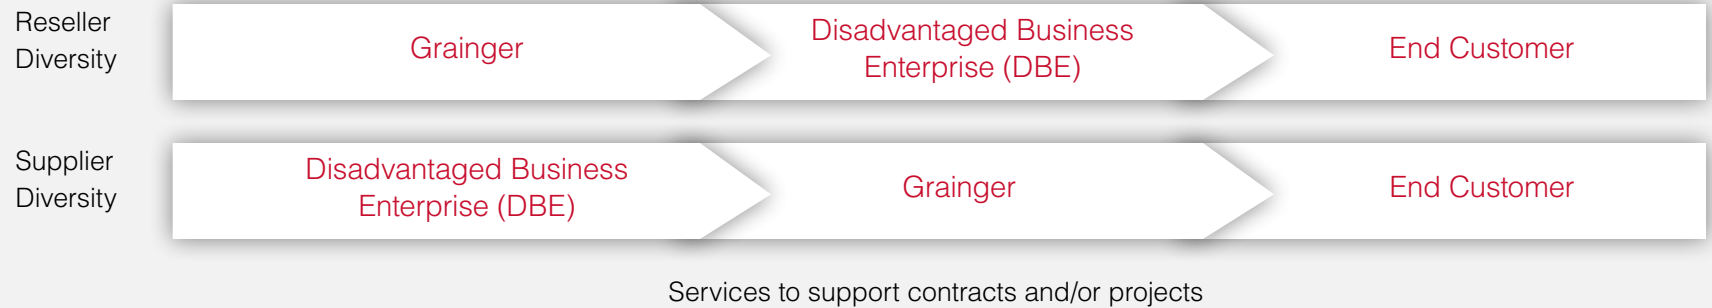 Reseller
Diversity
Grainger
Disadvantaged Business
Enterprise (DBE)
End Customer
Supplier
Diversity
Disadvantaged Business
Enterprise (DBE)
Grainger
End Customer
Services to support contracts and/or projects